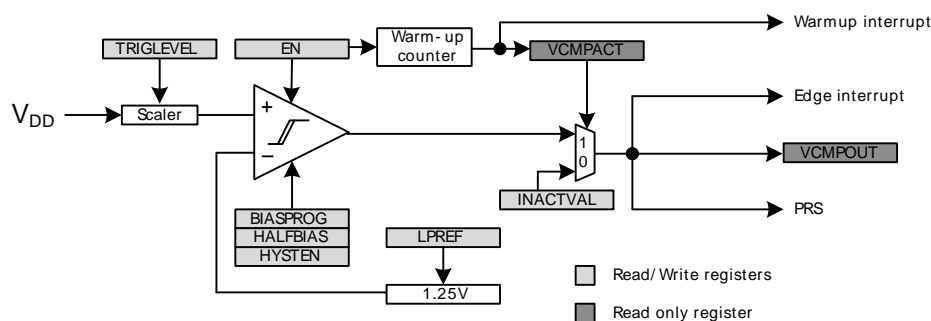 Warmup interrupt
TRIGLEVEL
EN
Warm-up
counter
VCMPACT
VDD
Scaler
+
−
Edge interrupt
1
0
VCMPOUT
INACTVAL
PRS
BIASPROG
HALFBIAS
HYSTEN
LPREF
1.25V
Read/Write registers
Read only register